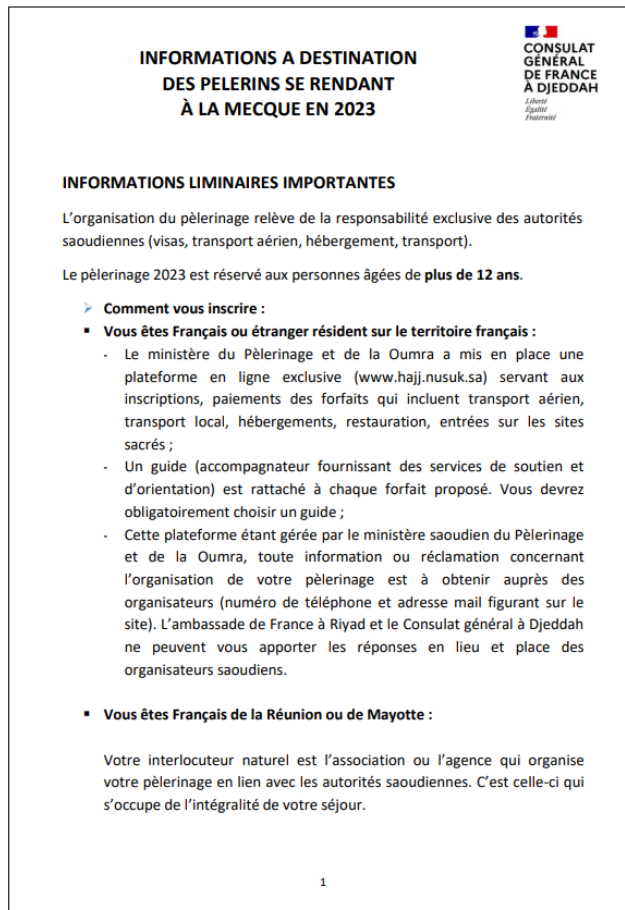 INFORMATIONS A DESTINATION
DES PELERINS SE RENDANT
À LA MECQUE EN 2023
CONSULAT
GÉNÉRAL
DE FRANCE
À DJEDDAH
Liberté
Égalité
Fraternité
INFORMATIONS LIMINAIRES IMPORTANTES
L’organisation du pèlerinage relève de la responsabilité exclusive des autorités
saoudiennes (visas, transport aérien, hébergement, transport).
Le pèlerinage 2023 est réservé aux personnes âgées de plus de 12 ans.
➢ Comment vous inscrire :
▪ Vous êtes Français ou étranger résident sur le territoire français :
- Le ministère du Pèlerinage et de la Oumra a mis en place une
plateforme en ligne exclusive (www.hajj.nusuk.sa) servant aux
inscriptions, paiements des forfaits qui incluent transport aérien,
transport local, hébergements, restauration, entrées sur les sites
sacrés ;
- Un guide (accompagnateur fournissant des services de soutien et
d’orientation) est rattaché à chaque forfait proposé. Vous devrez
obligatoirement choisir un guide ;
- Cette plateforme étant gérée par le ministère saoudien du Pèlerinage
et de la Oumra, toute information ou réclamation concernant
l’organisation de votre pèlerinage est à obtenir auprès des
organisateurs (numéro de téléphone et adresse mail figurant sur le
site). L’ambassade de France à Riyad et le Consulat général à Djeddah
ne peuvent vous apporter les réponses en lieu et place des
organisateurs saoudiens.
▪ Vous êtes Français de la Réunion ou de Mayotte :
Votre interlocuteur naturel est l’association ou l’agence qui organise
votre pèlerinage en lien avec les autorités saoudiennes. C’est celle-ci qui
s’occupe de l’intégralité de votre séjour.
1